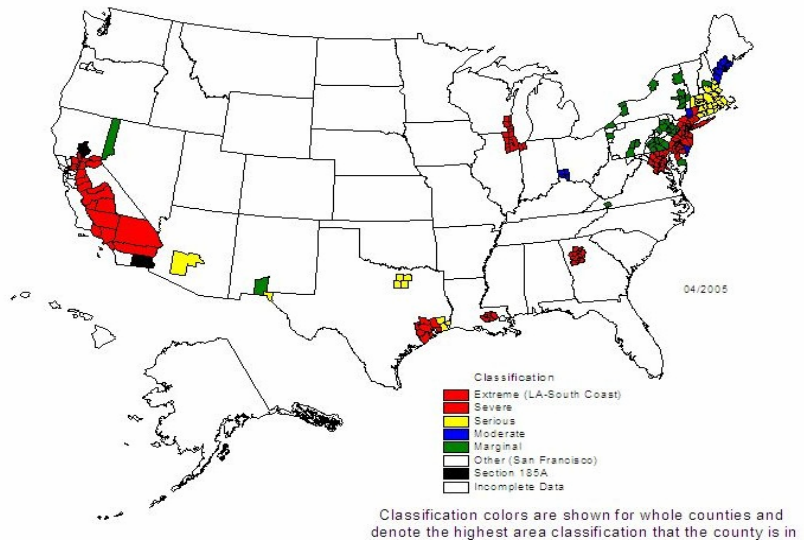 04/2005
Classification
Extreme (LA-South Coast)
Severe
Serious
Moderate
Marginal
Other (San Francisco)
Section 185A
Incomplete Data
Classification colors are shown for whole counties and
denote the highest area classification that the county is in